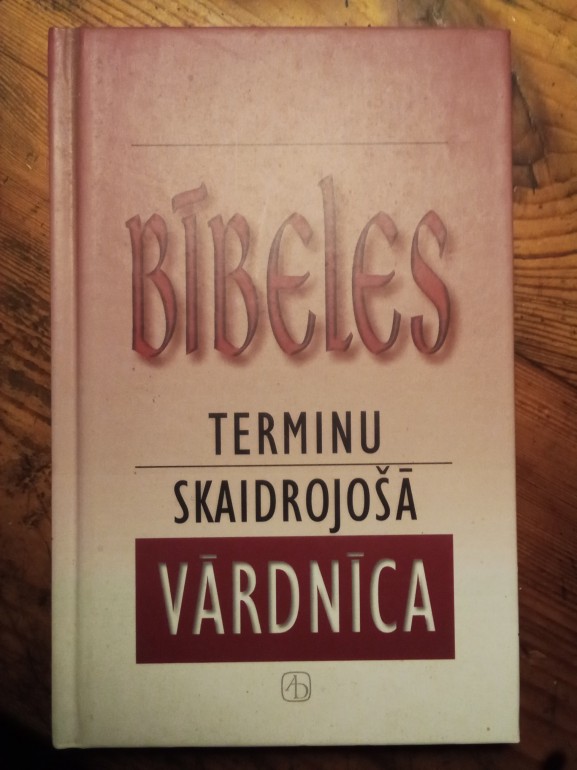 BĪBELES
TERMINU
SKAIDROJOŠĀ
VĀRDNĪCA